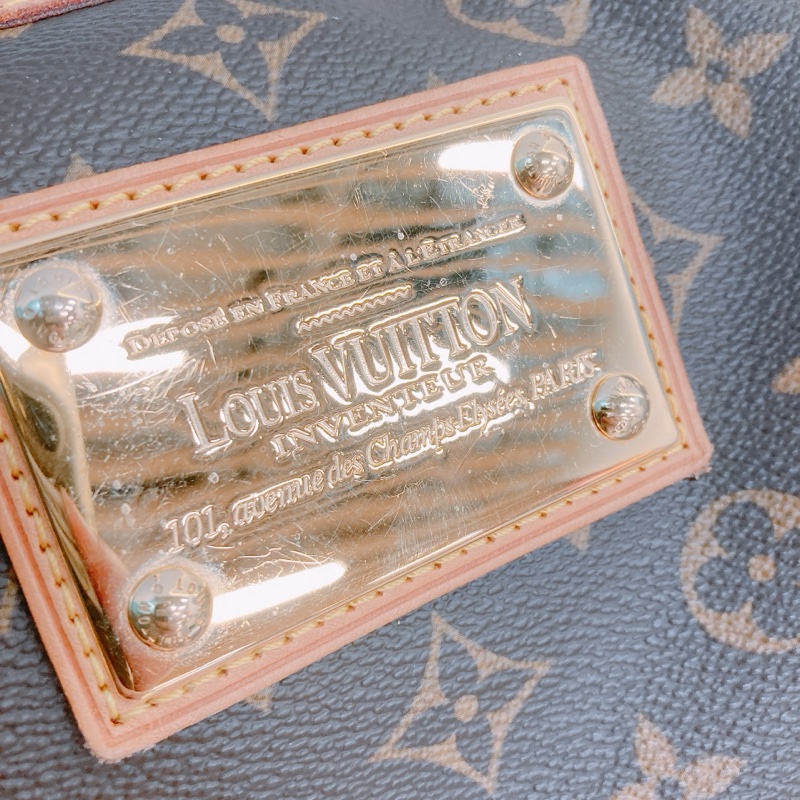 DÉPOSÉ EN FRANCE ET À L'ÉTRANGER
LOUIS VUITTON
INVENTEUR
101, avenue des Champs Elysées, PARIS